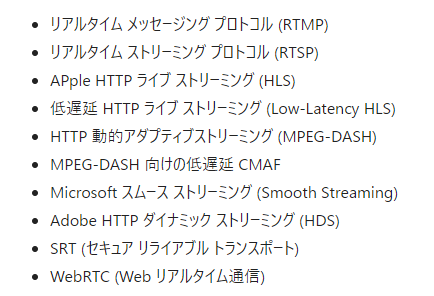 リアルタイム メッセージング プロトコル (RTMP)
リアルタイム ストリーミング プロトコル (RTSP)
APple HTTP ライブ ストリーミング (HLS)
低遅延 HTTP ライブ ストリーミング (Low-Latency HLS)
HTTP 動的アダプティブストリーミング (MPEG-DASH)
MPEG-DASH 向けの低遅延 CMAF
Microsoft スムース ストリーミング (Smooth Streaming)
Adobe HTTP ダイナミック ストリーミング (HDS)
SRT (セキュア リライアブル トランスポート)
WebRTC (Web リアルタイム通信)